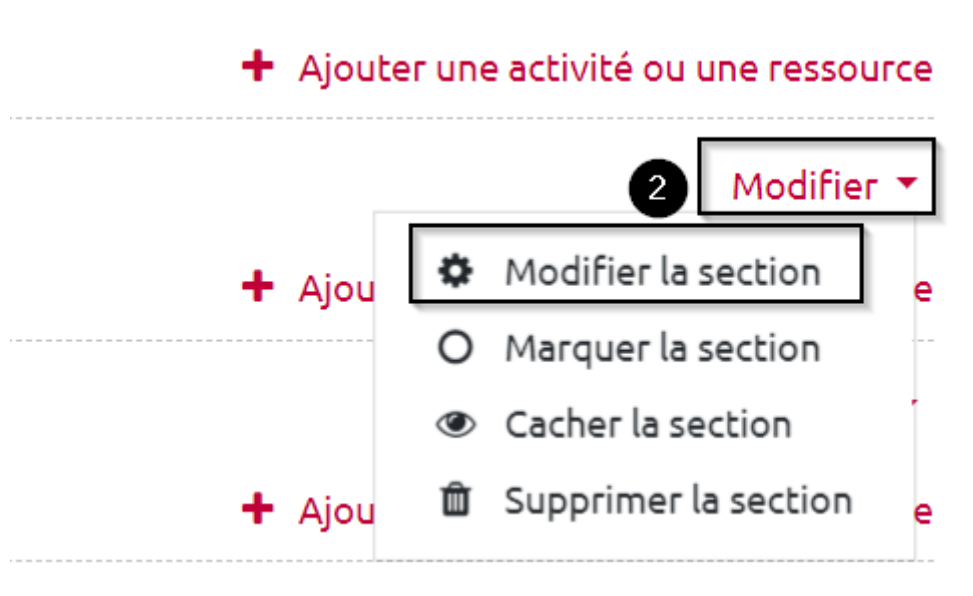 Ajouter une activité ou une ressource
2 Modifier
Modifier la section
Ajou e
Marquer la section
Cacher la section
Supprimer la section
Ajou e